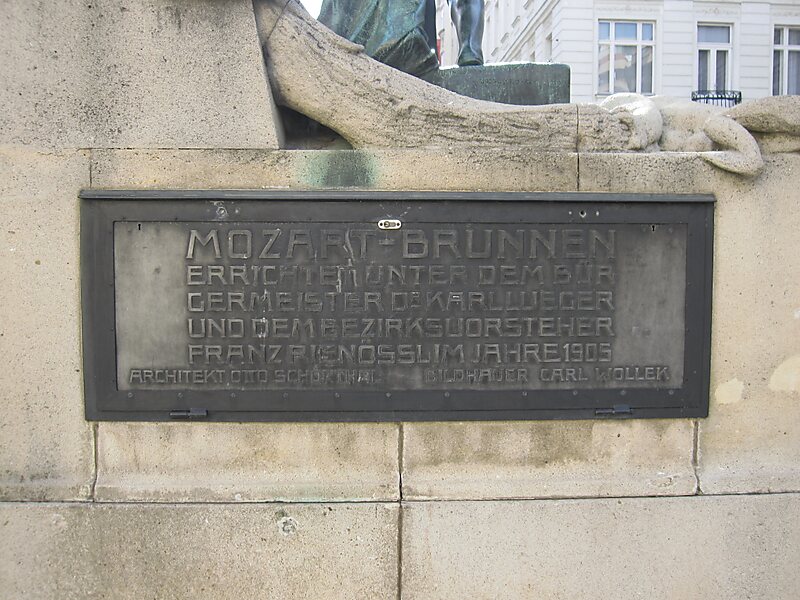 MOZART-BRUNNEN
ERRICHTET UNTER DEM BÜR
GERMEISTER DR KARL LUEGER
UND DEM BEZIRKSVORSTEHER
FRANZ RIENÖSSL IM JAHRE 1905
ARCHITEKT, OTTO SCHÖNTHAL BILDHAUER CARL WOLLEK